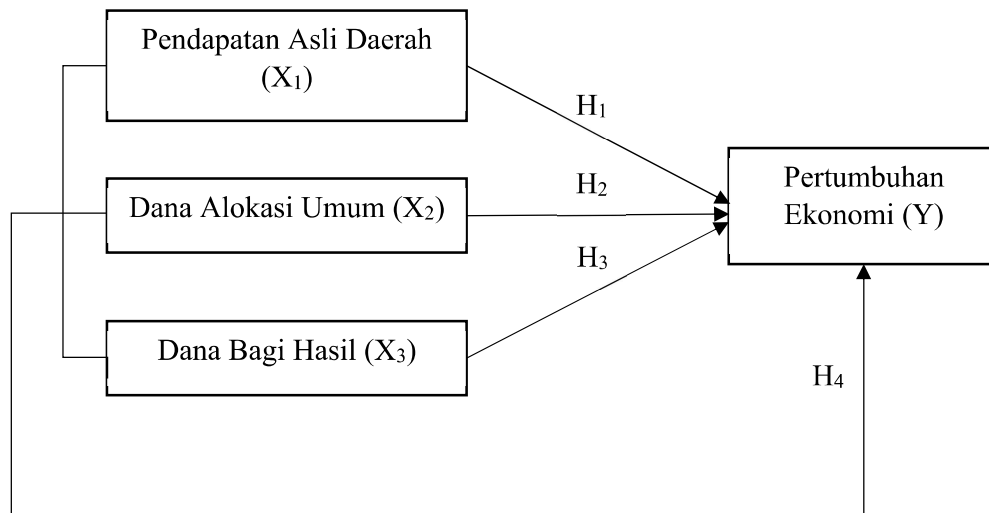 Pendapatan Asli Daerah
(X₁)
H₁
Dana Alokasi Umum (X₂)
H₂
Pertumbuhan
Ekonomi (Y)
H₃
Dana Bagi Hasil (X₃)
H₄